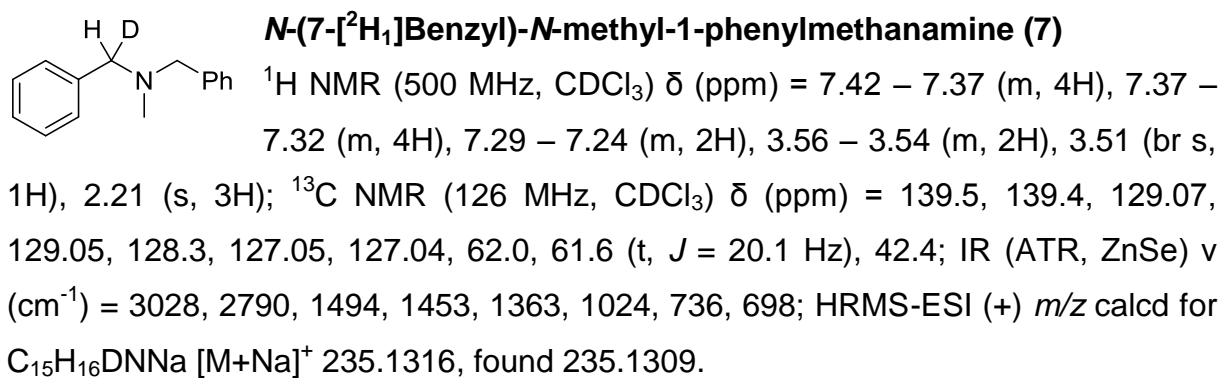 H D
N Ph
N-(7-[²H₁]Benzyl)-N-methyl-1-phenylmethanamine (7)
¹H NMR (500 MHz, CDCl₃) δ (ppm) = 7.42 – 7.37 (m, 4H), 7.37 –
7.32 (m, 4H), 7.29 – 7.24 (m, 2H), 3.56 – 3.54 (m, 2H), 3.51 (br s,
1H), 2.21 (s, 3H); ¹³C NMR (126 MHz, CDCl₃) δ (ppm) = 139.5, 139.4, 129.07,
129.05, 128.3, 127.05, 127.04, 62.0, 61.6 (t, J = 20.1 Hz), 42.4; IR (ATR, ZnSe) v
(cm⁻¹) = 3028, 2790, 1494, 1453, 1363, 1024, 736, 698; HRMS-ESI (+) m/z calcd for
C₁₅H₁₆DNNa [M+Na]⁺ 235.1316, found 235.1309.